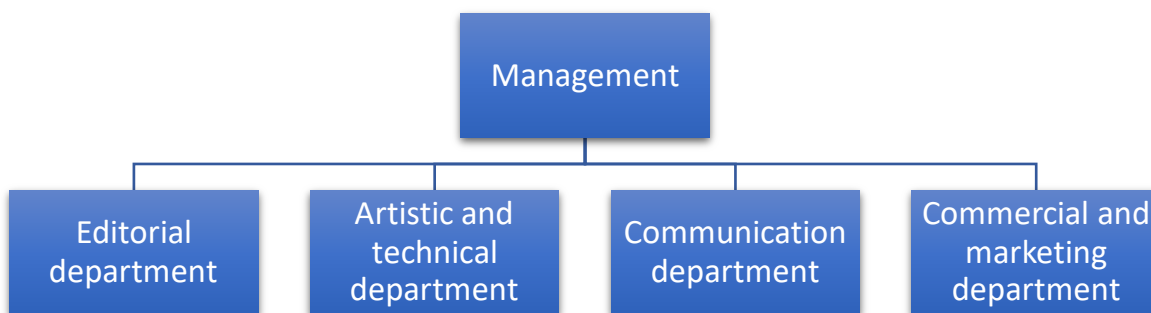 Management
Editorial
department
Artistic and
technical
department
Communication
department
Commercial and
marketing
department